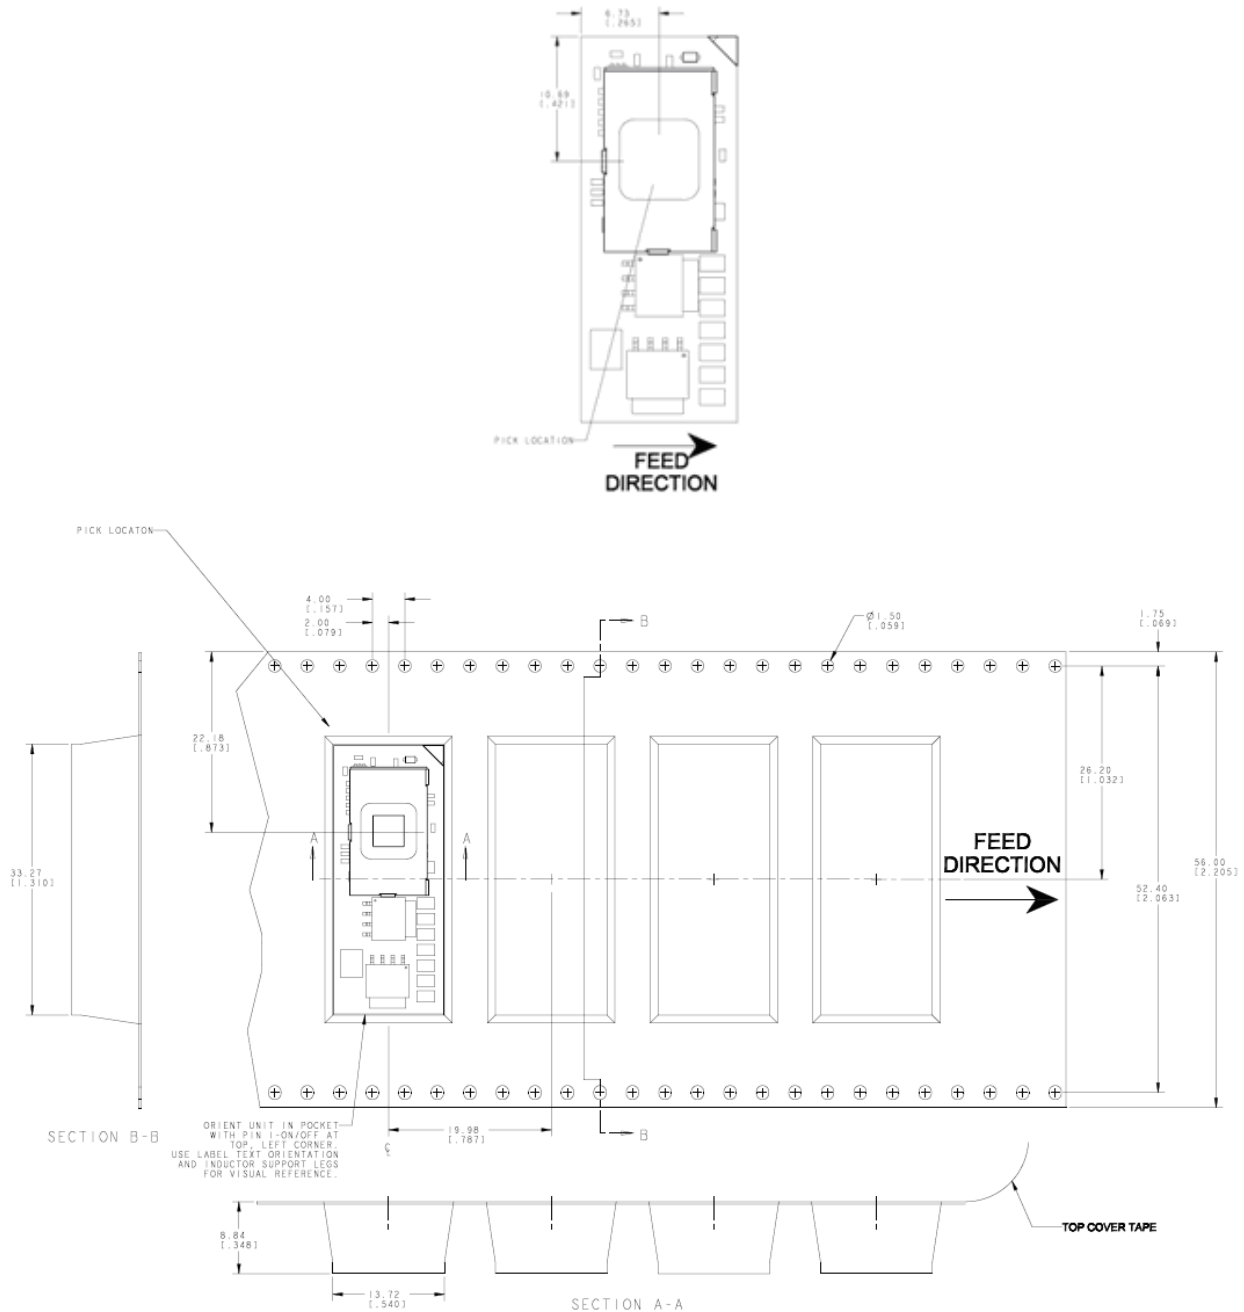 6.73
[.265]
10.69
[.421]
PICK LOCATION
FEED
DIRECTION
PICK LOCATON
4.00
[.157]
2.00
[.079]
B
Ø1.50
[.059]
1.75
[.069]
22.18
[.873]
26.20
[1.032]
A
A
FEED
DIRECTION
33.27
[1.310]
56.00
[2.205]
52.40
[2.063]
SECTION B-B
ORIENT UNIT IN POCKET
WITH PIN 1-ON/OFF AT
TOP, LEFT CORNER.
USE LABEL TEXT ORIENTATION
AND INDUCTOR SUPPORT LEGS
FOR VISUAL REFERENCE.
19.98
[.787]
B
8.84
[.348]
TOP COVER TAPE
13.72
[.540]
SECTION A-A